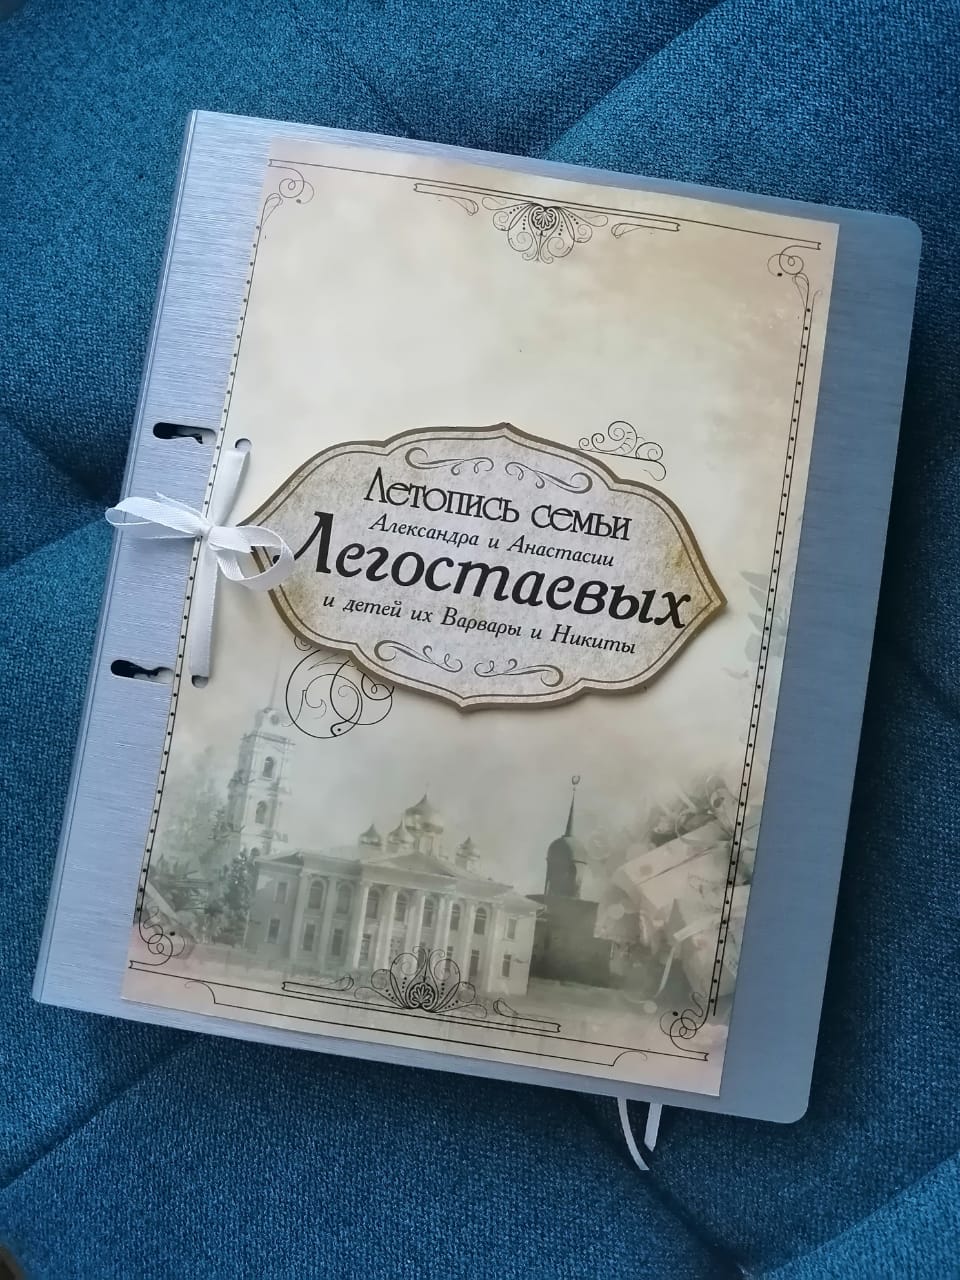 Летопись семьи
Александра и Анастасии
Легостаевых
и детей их Варвары и Никиты